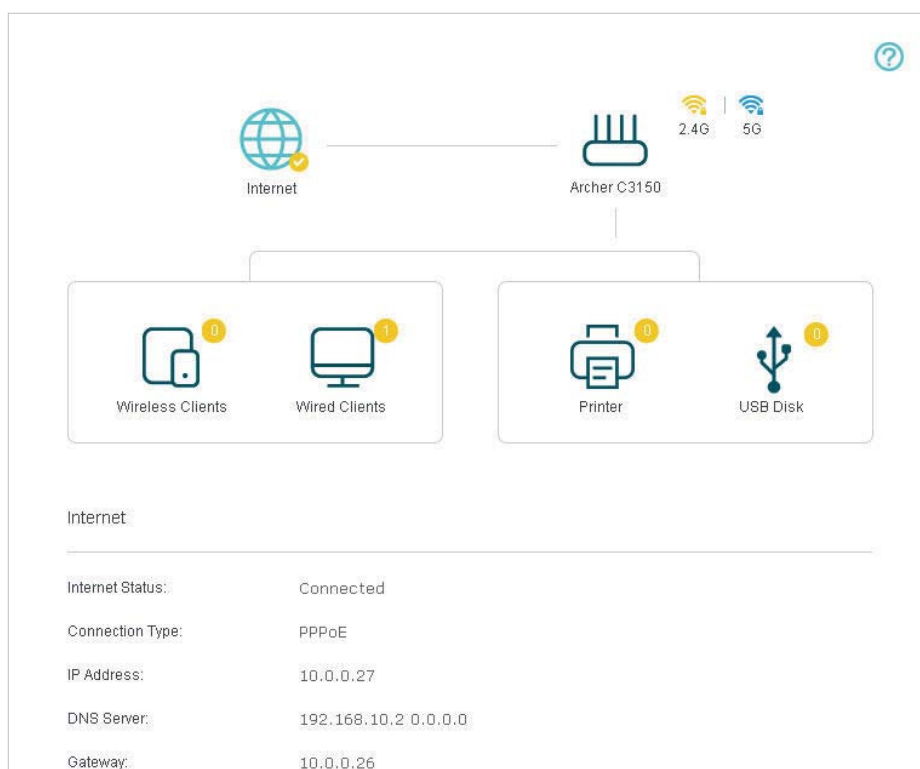 ?
2.4G 5G
Internet
Archer C3150
0 1 0 0
Wireless Clients Wired Clients Printer USB Disk
Internet
Internet Status: Connected
Connection Type: PPPoE
IP Address: 10.0.0.27
DNS Server: 192.168.10.2 0.0.0.0
Gateway: 10.0.0.26